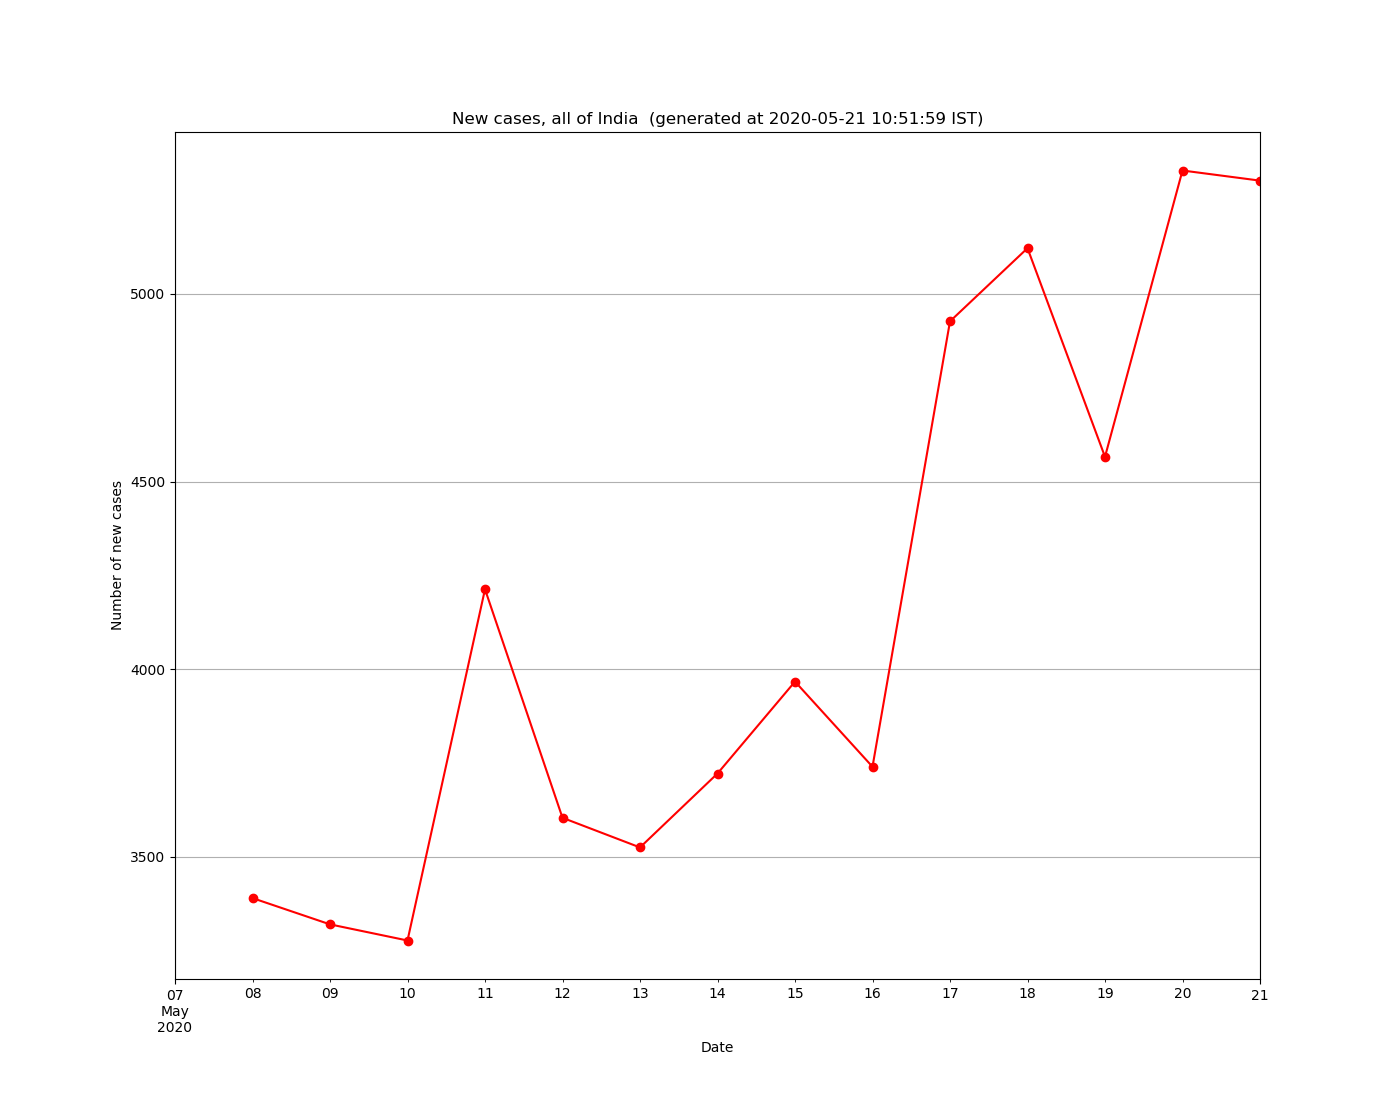 New cases, all of India  (generated at 2020-05-21 10:51:59 IST)
5000
4500
4000
3500
Number of new cases
07 08 09 10 11 12 13 14 15 16 17 18 19 20 21
May
2020
Date